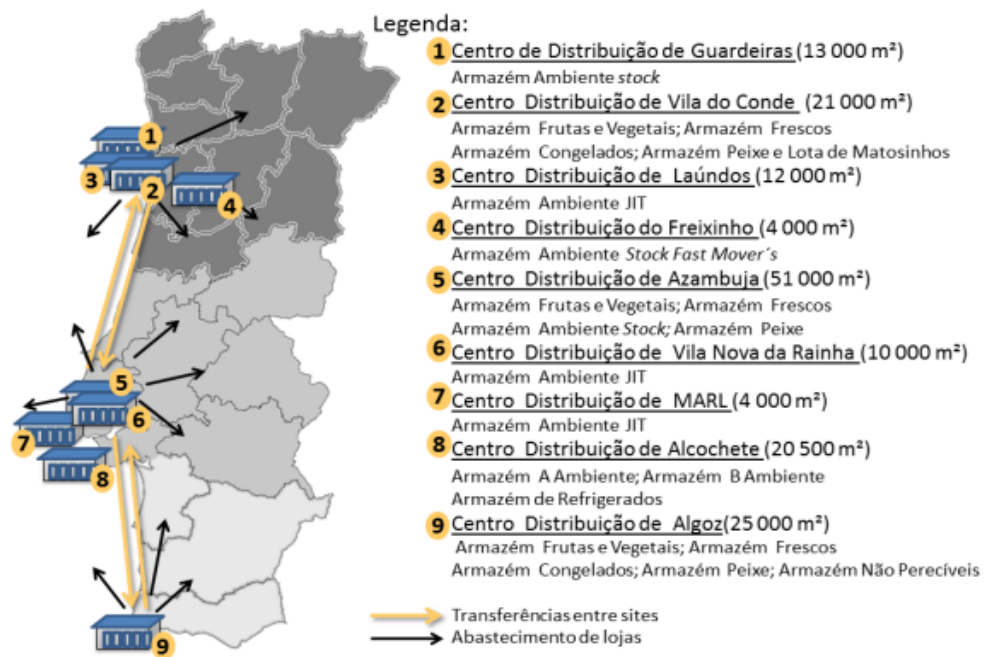 Legenda:
1 Centro de Distribuição de Guardeiras (13 000 m²)
Armazém Ambiente stock
2 Centro Distribuição de Vila do Conde (21 000 m²)
Armazém Frutas e Vegetais; Armazém Frescos
Armazém Congelados; Armazém Peixe e Lota de Matosinhos
3 Centro Distribuição de Laúndos (12 000 m²)
Armazém Ambiente JIT
4 Centro Distribuição do Freixinho (4 000 m²)
Armazém Ambiente Stock Fast Mover´s
5 Centro Distribuição de Azambuja (51 000 m²)
Armazém Frutas e Vegetais; Armazém Frescos
Armazém Ambiente Stock; Armazém Peixe
6 Centro Distribuição de Vila Nova da Rainha (10 000 m²)
Armazém Ambiente JIT
7 Centro Distribuição de MARL (4 000 m²)
Armazém Ambiente JIT
8 Centro Distribuição de Alcochete (20 500 m²)
Armazém A Ambiente; Armazém B Ambiente
Armazém de Refrigerados
9 Centro Distribuição de Algoz (25 000 m²)
Armazém Frutas e Vegetais; Armazém Frescos
Armazém Congelados; Armazém Peixe; Armazém Não Perecíveis
Transferências entre sites
Abastecimento de lojas
1
3
2
4
5
6
7
8
9